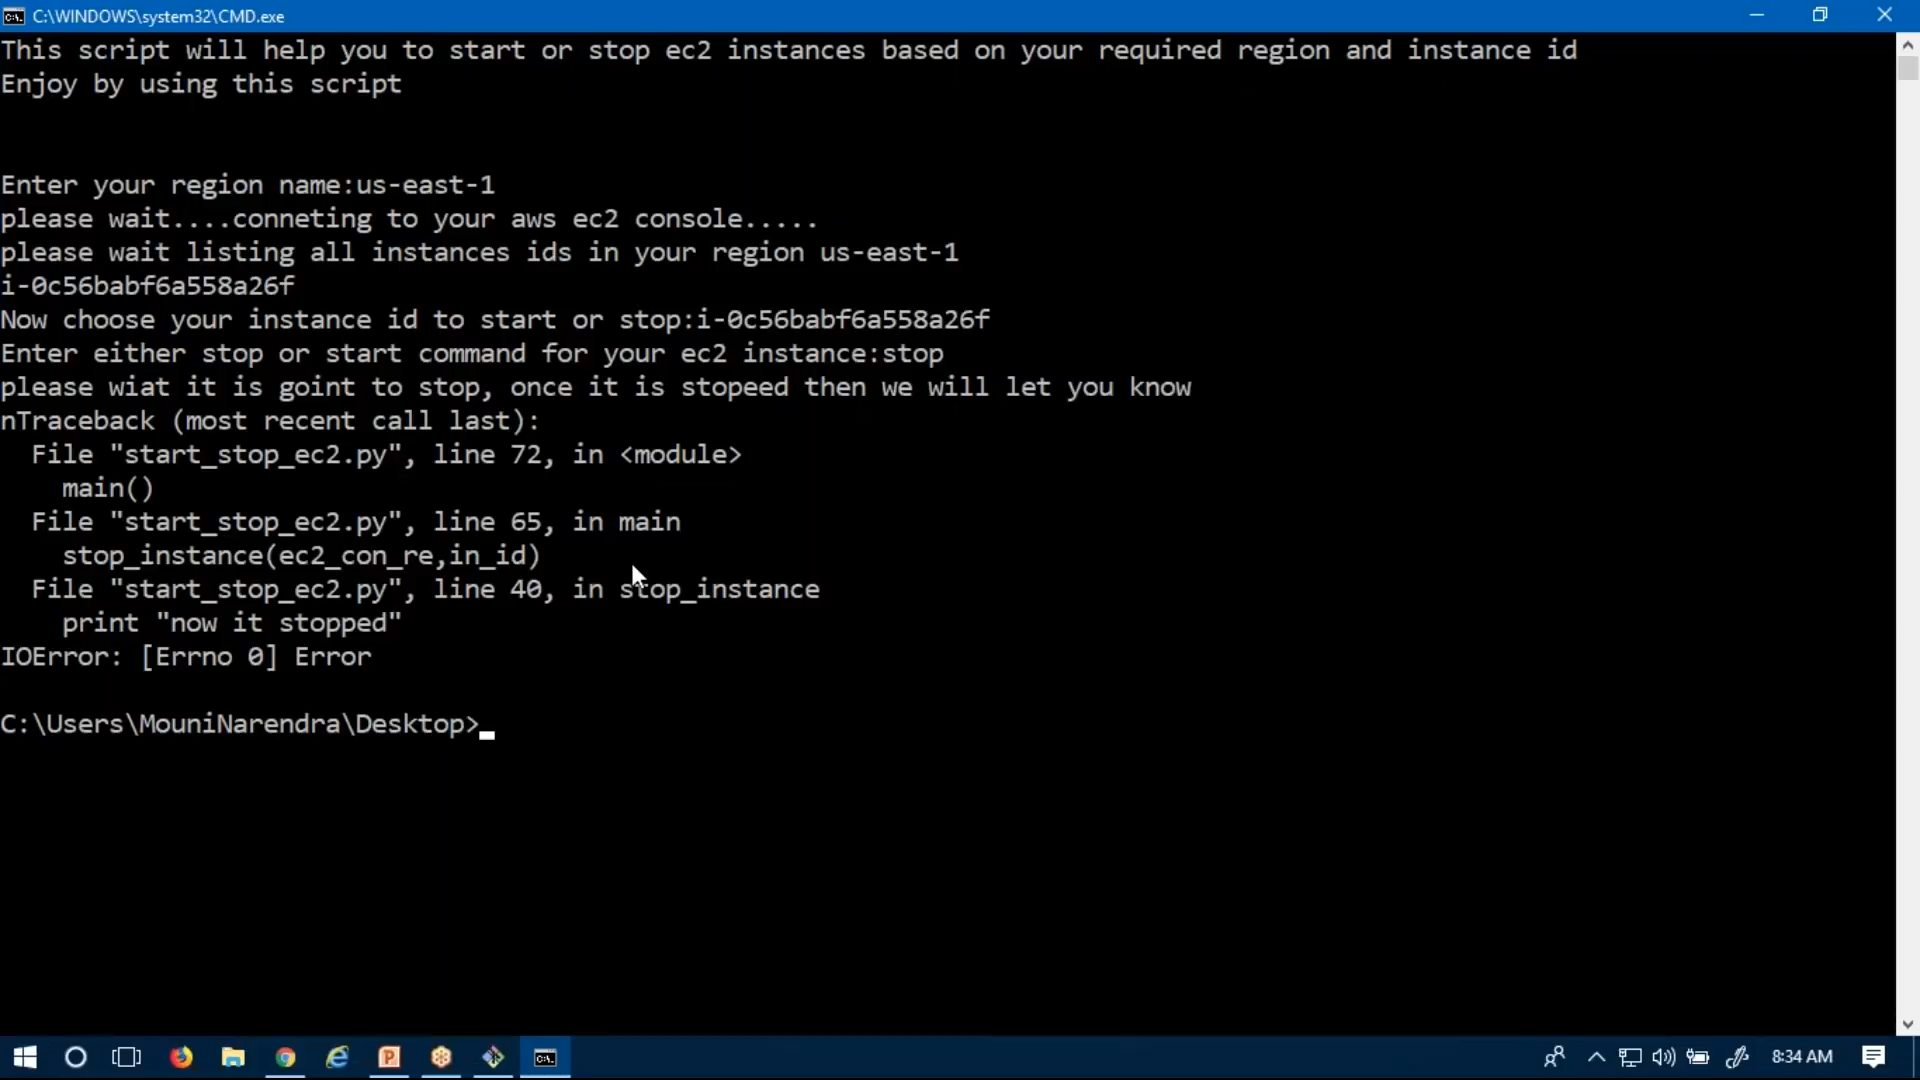 C:\WINDOWS\system32\CMD.exe
This script will help you to start or stop ec2 instances based on your required region and instance id
Enjoy by using this script
Enter your region name:us-east-1
please wait....conneting to your aws ec2 console.....
please wait listing all instances ids in your region us-east-1
i-0c56babf6a558a26f
Now choose your instance id to start or stop:i-0c56babf6a558a26f
Enter either stop or start command for your ec2 instance:stop
please wiat it is goint to stop, once it is stopeed then we will let you know
nTraceback (most recent call last):
  File "start_stop_ec2.py", line 72, in <module>
    main()
  File "start_stop_ec2.py", line 65, in main
    stop_instance(ec2_con_re,in_id)
  File "start_stop_ec2.py", line 40, in stop_instance
    print "now it stopped"
IOError: [Errno 0] Error
C:\Users\MouniNarendra\Desktop>
8:34 AM